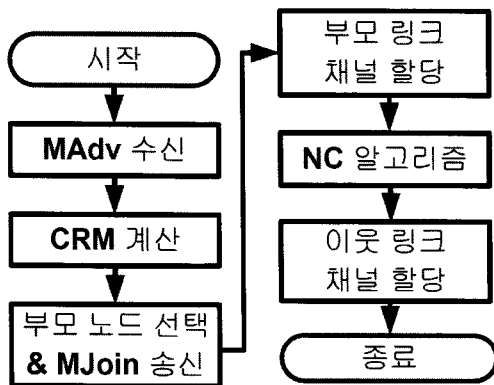 시작
MAdv 수신
CRM 계산
부모 노드 선택
& MJoin 송신
부모 링크
채널 할당
NC 알고리즘
이웃 링크
채널 할당
종료